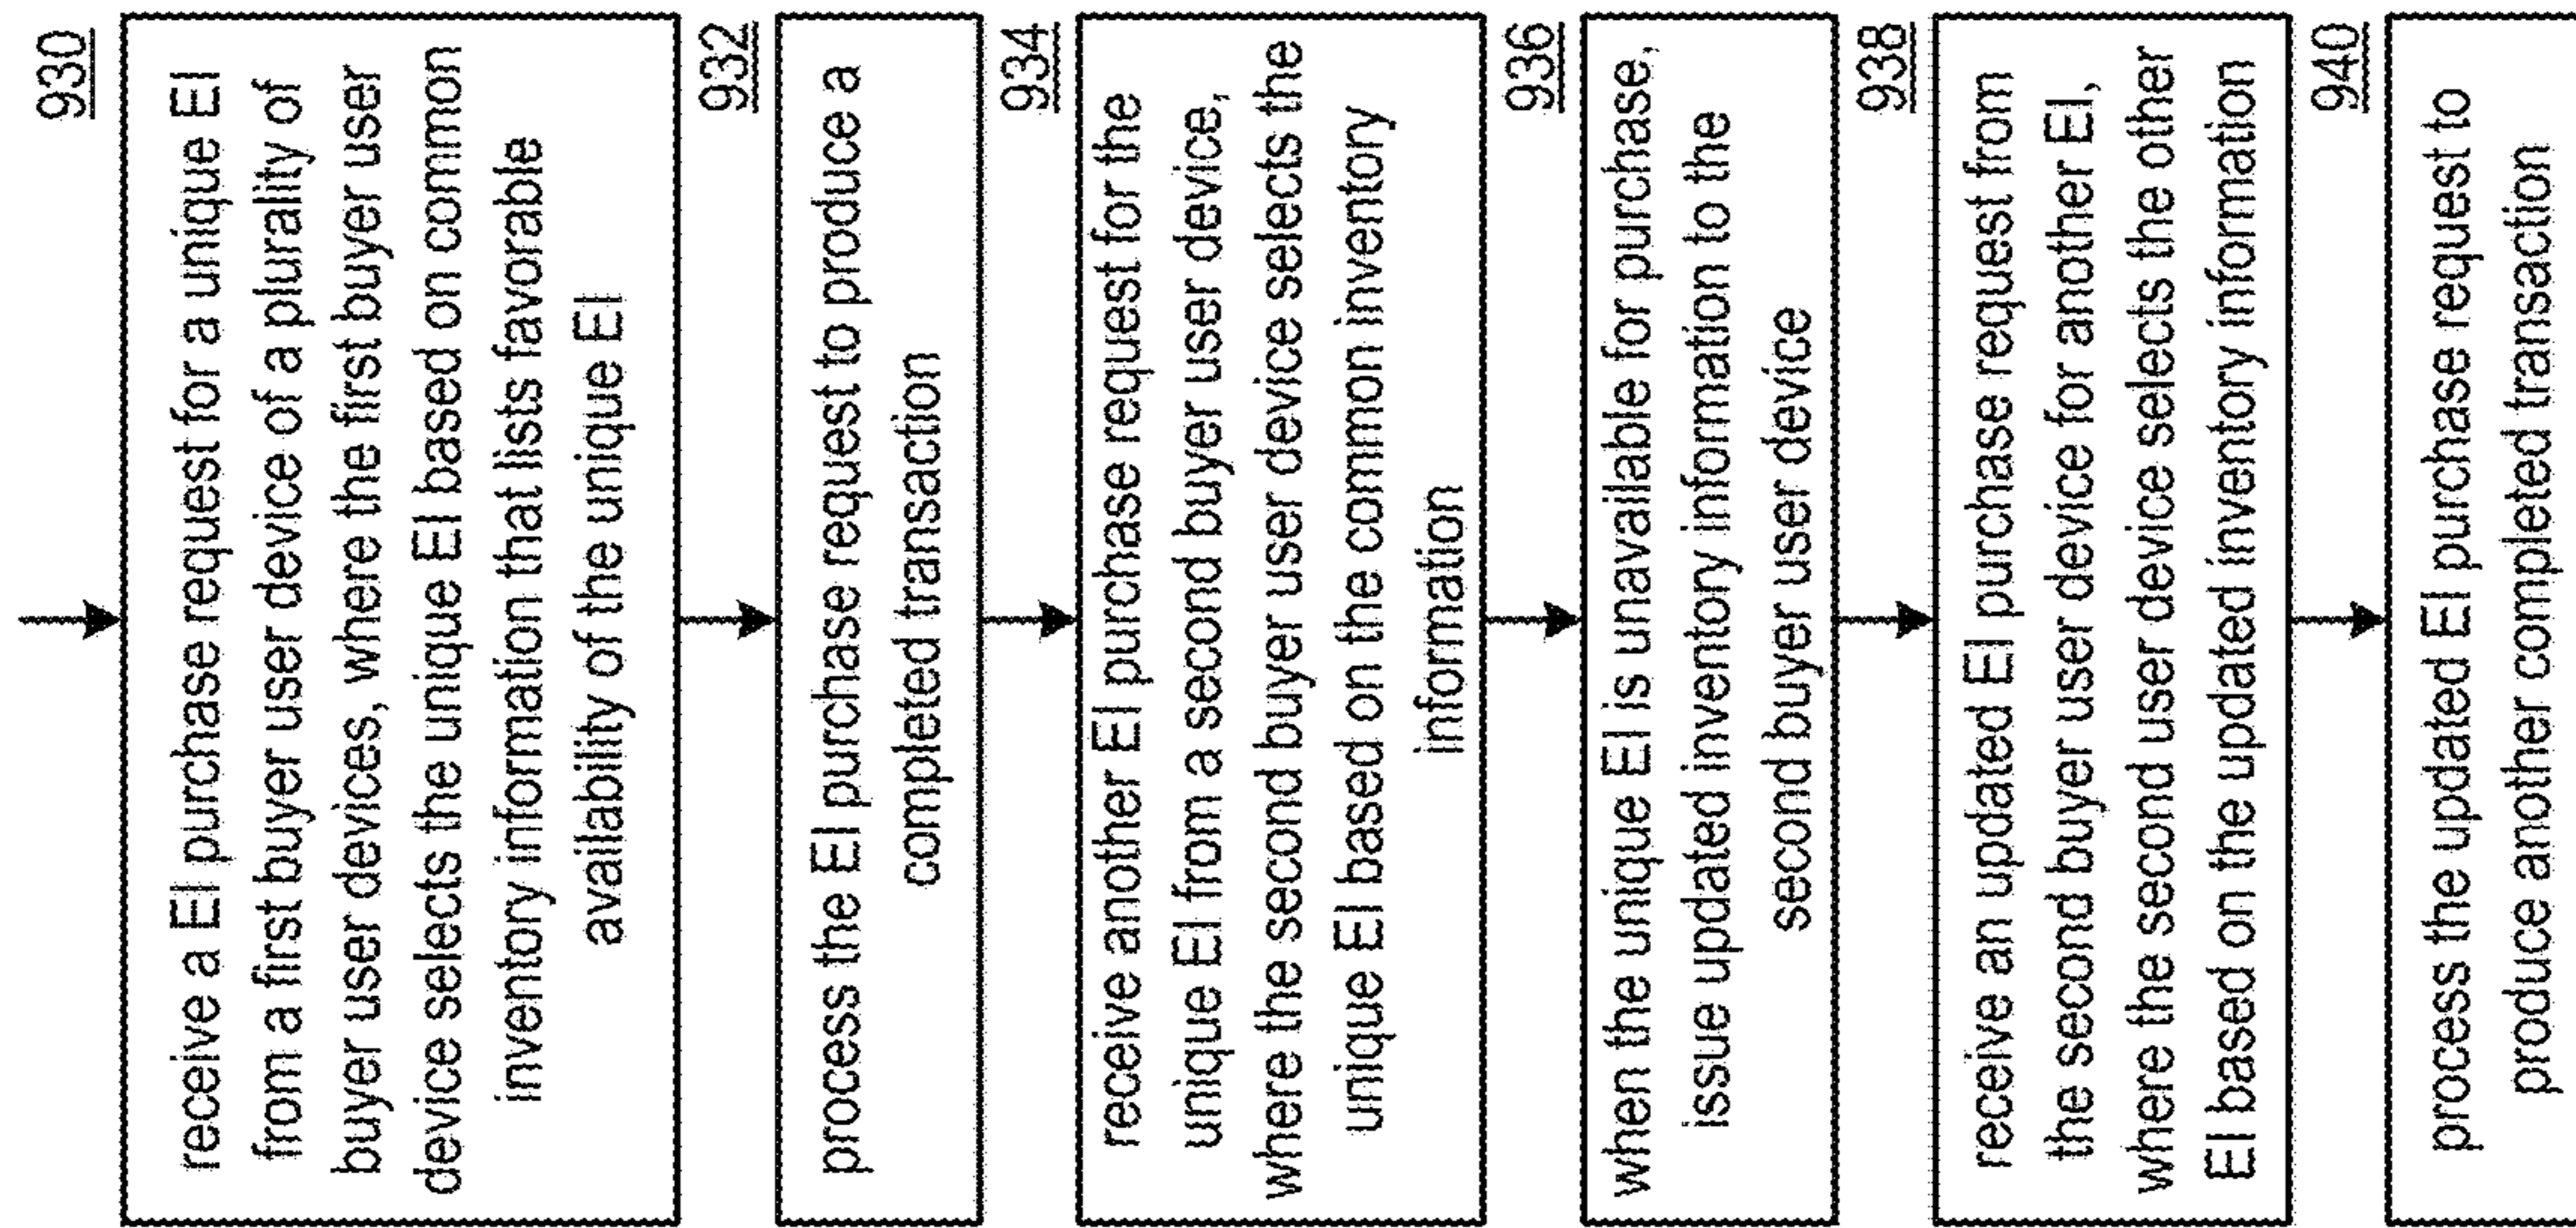 930
receive a EI purchase request for a unique EI
from a first buyer user device of a plurality of
buyer user devices, where the first buyer user
device selects the unique EI based on common
inventory information that lists favorable
availability of the unique EI
932
process the EI purchase request to produce a
completed transaction
934
receive another EI purchase request for the
unique EI from a second buyer user device,
where the second buyer user device selects the
unique EI based on the common inventory
information
936
when the unique EI is unavailable for purchase,
issue updated inventory information to the
second buyer user device
938
receive an updated EI purchase request from
the second buyer user device for another EI,
where the second user device selects the other
EI based on the updated inventory information
940
process the updated EI purchase request to
produce another completed transaction